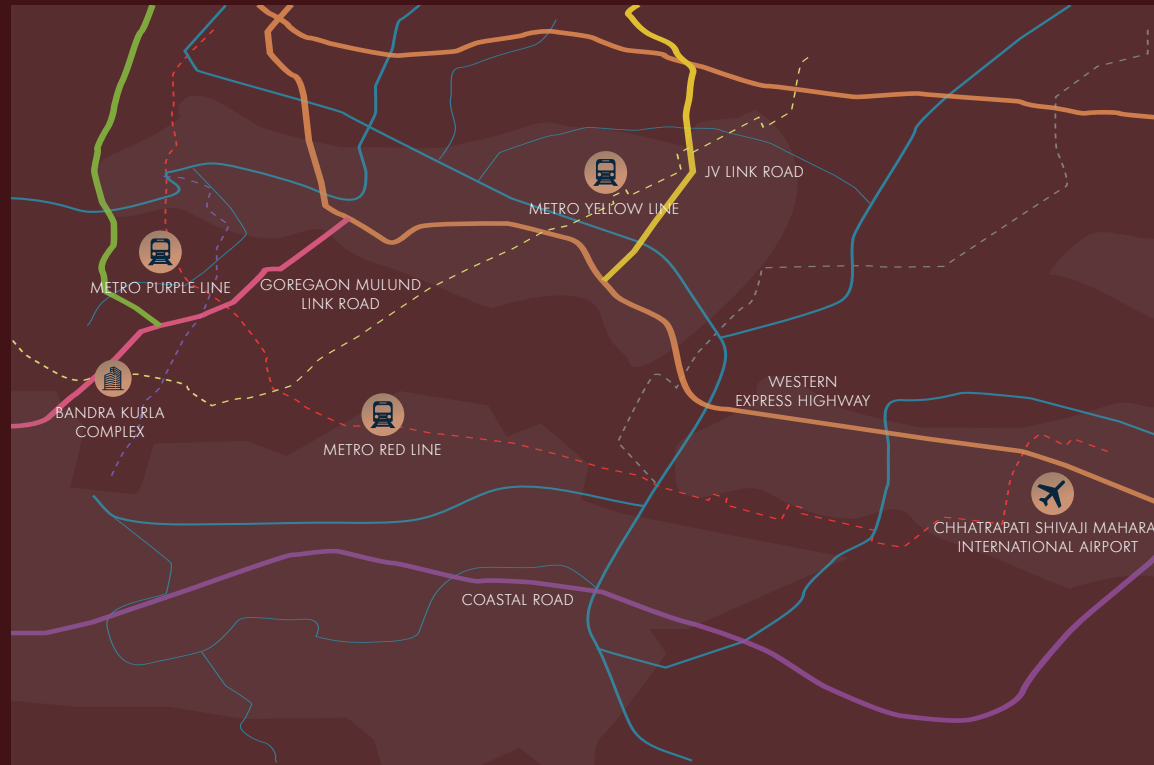 JV LINK ROAD
METRO YELLOW LINE
METRO PURPLE LINE
GOREGAON MULUND
LINK ROAD
WESTERN
EXPRESS HIGHWAY
BANDRA KURLA
COMPLEX
METRO RED LINE
CHHATRAPATI SHIVAJI MAHARA
INTERNATIONAL AIRPORT
COASTAL ROAD